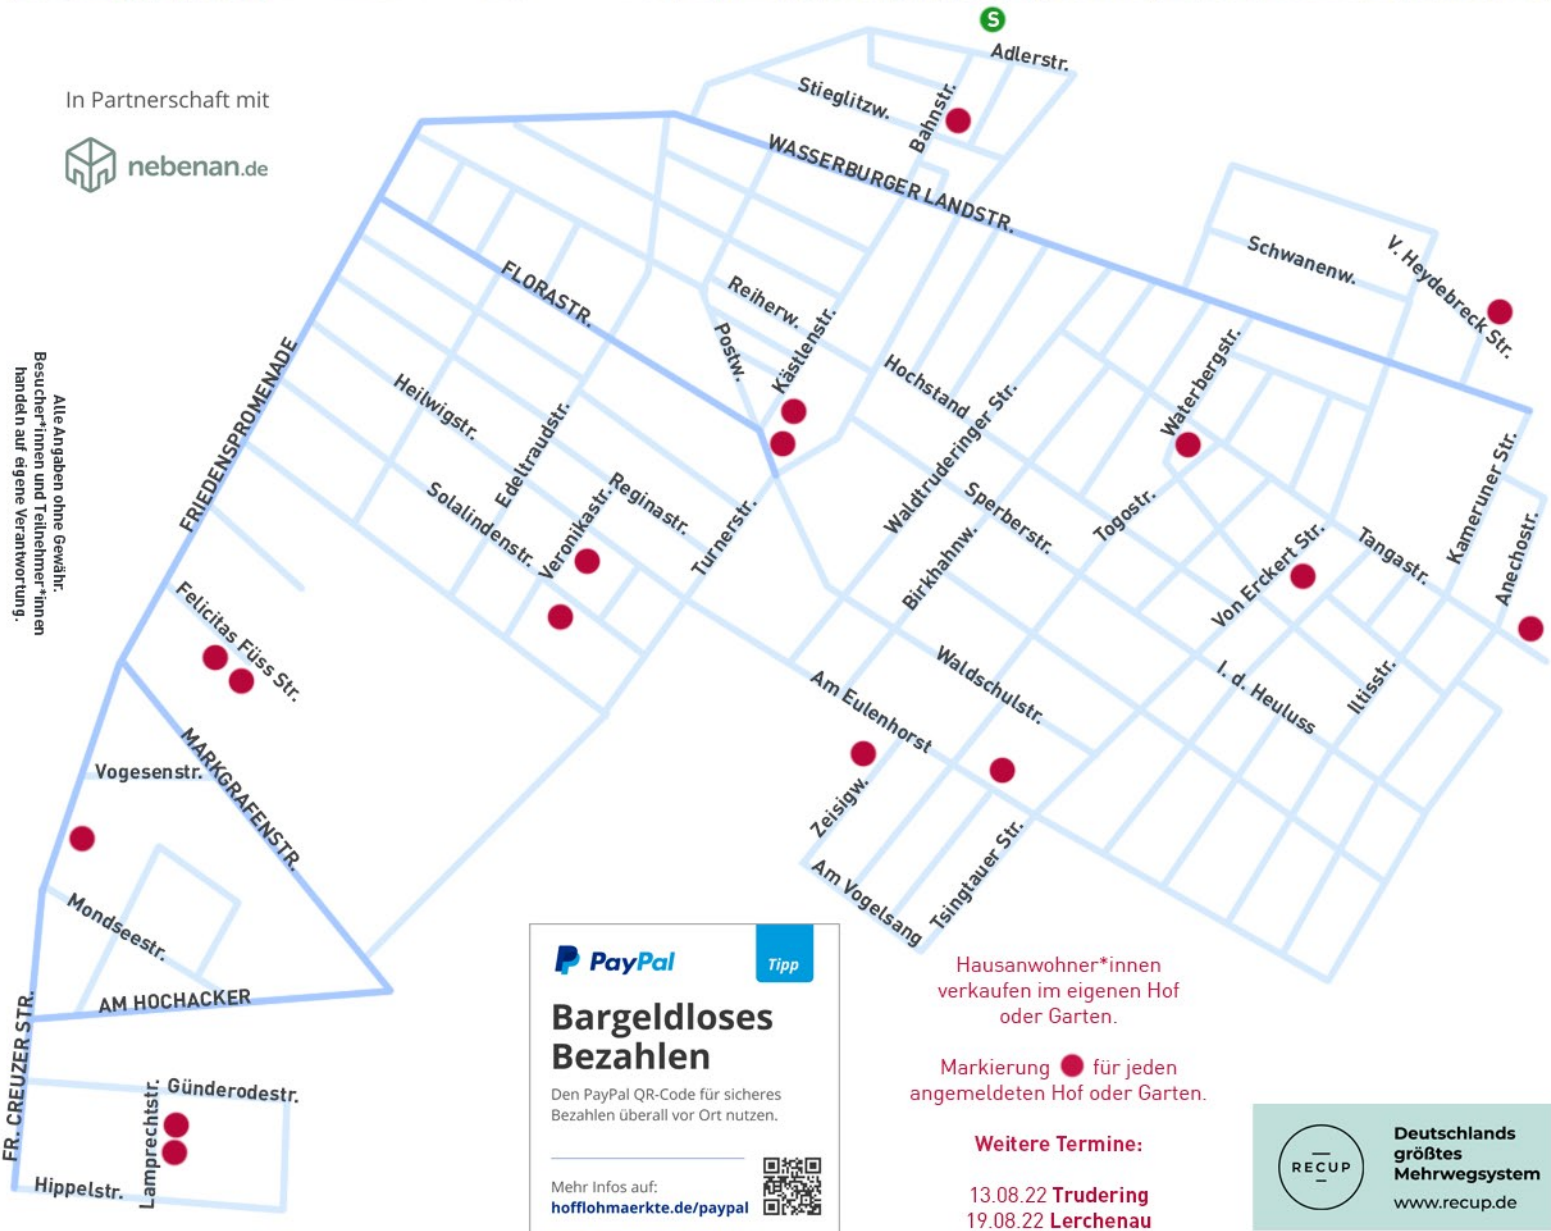 S
Adlerstr.
In Partnerschaft mit
nebenan.de
Stieglitzw.
Bahnstr.
WASSERBURGER LANDSTR.
Schwanenw.
V. Heydebreck Str.
FLORASTR.
Reiherw.
Postw.
Kästlenstr.
Hochstand
Waterbergstr.
FRIEDENSPROMENADE
Heilwigstr.
Edeltraudstr.
Waldtruderinger Str.
Kameruner Str.
Alle Angaben ohne Gewähr.
Besucher*innen und Teilnehmer*innen
handeln auf eigene Verantwortung.
Solalindenstr.
Veronikastr.
Reginastr.
Turnerstr.
Sperberstr.
Birkhahnw.
Togostr.
Von Erckert Str.
Tangastr.
Anechostr.
Felicitas Füss Str.
Am Eulenhorst
Waldschulstr.
I. d. Heuluss
Iltisstr.
MARKGRAFENSTR.
Vogesenstr.
Zeisigw.
Am Vogelsang
Tsingtauer Str.
Mondseestr.
AM HOCHACKER
FR. CREUZER STR.
Günderodestr.
Lamprechtstr.
Hippelstr.
PayPal
Tipp
Bargeldloses
Bezahlen
Den PayPal QR-Code für sicheres
Bezahlen überall vor Ort nutzen.
Mehr Infos auf:
hofflohmaerkte.de/paypal
Hausanwohner*innen
verkaufen im eigenen Hof
oder Garten.
Markierung für jeden
angemeldeten Hof oder Garten.
Weitere Termine:
13.08.22 Trudering
19.08.22 Lerchenau
RECUP
Deutschlands
größtes
Mehrwegsystem
www.recup.de